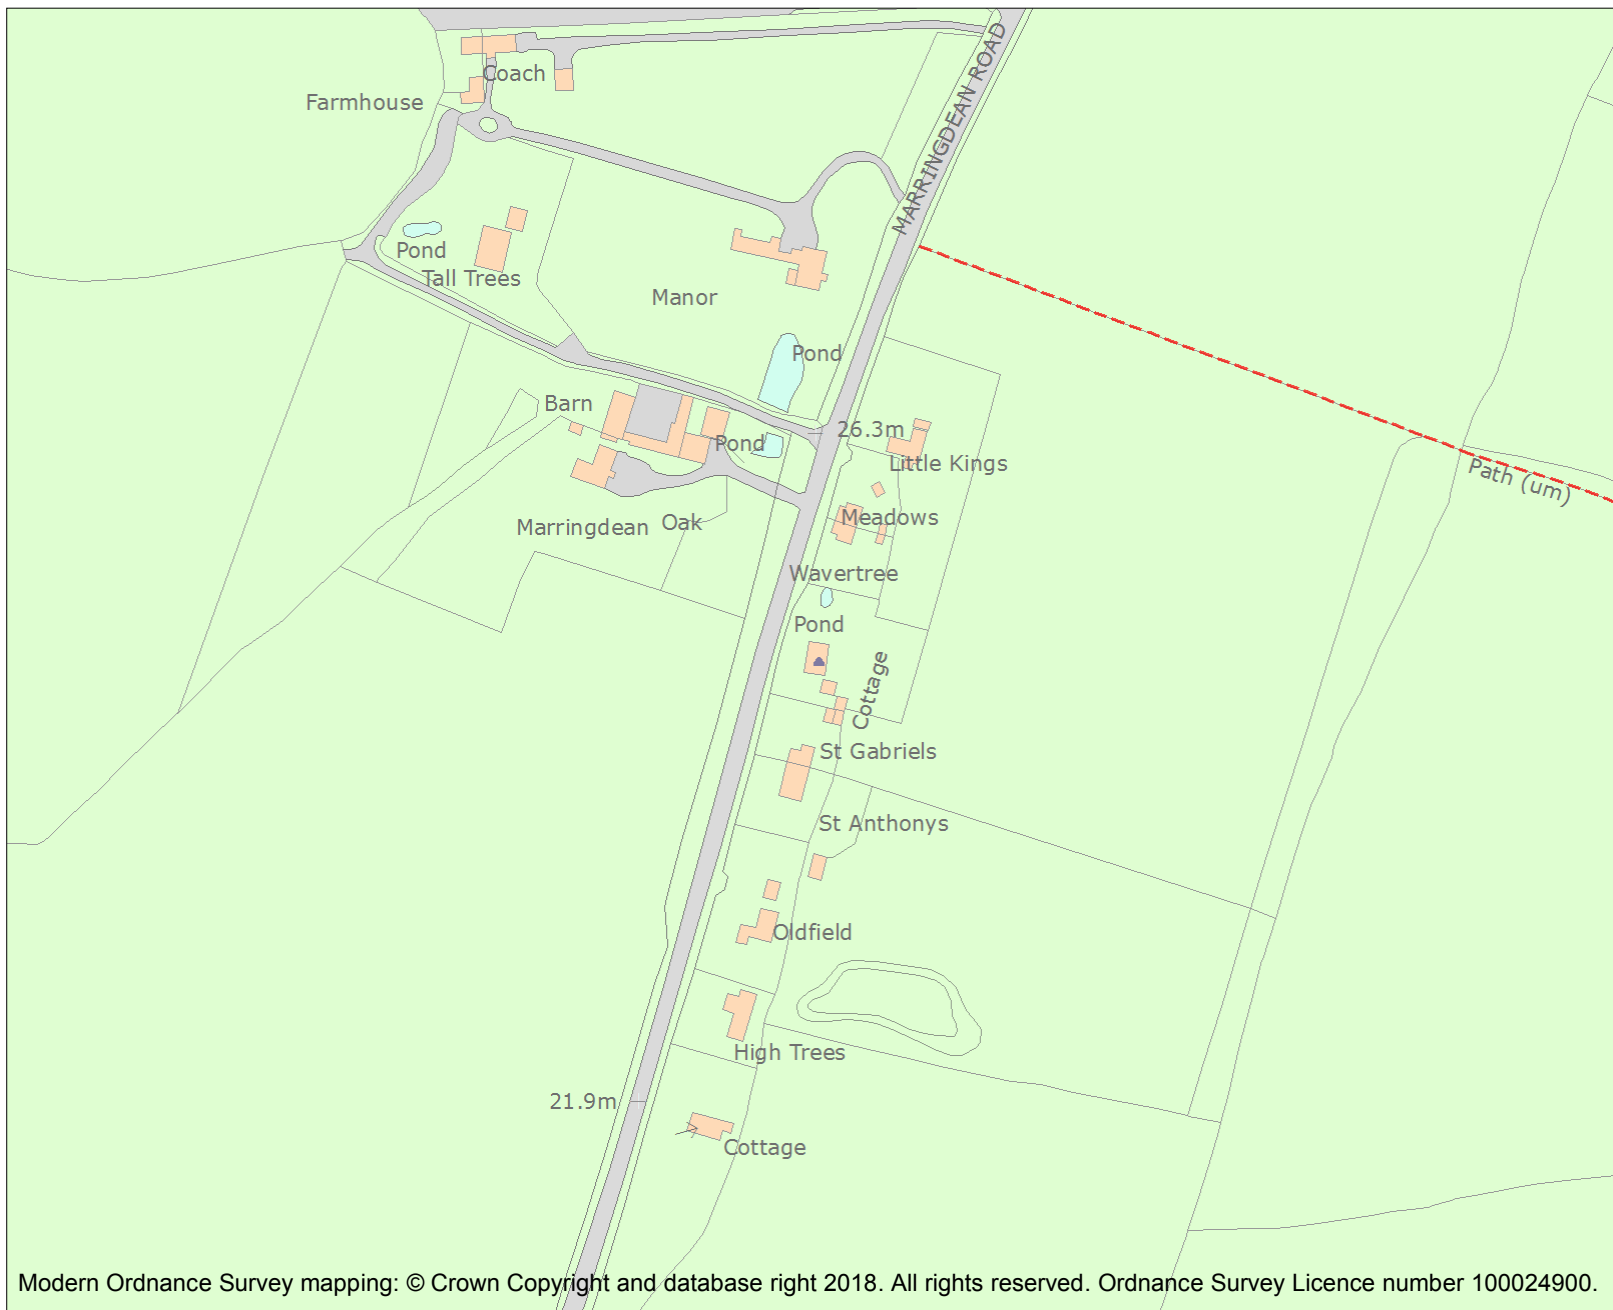 MARRINGDEAN ROAD
Coach
Farmhouse
Pond
Tall Trees
Manor
Pond
Barn
26.3m
Pond
Little Kings
Path (um)
Meadows
Marringdean
Oak
Wavertree
Pond
Cottage
St Gabriels
St Anthonys
Oldfield
High Trees
21.9m
Cottage
Modern Ordnance Survey mapping: © Crown Copyright and database right 2018. All rights reserved. Ordnance Survey Licence number 100024900.